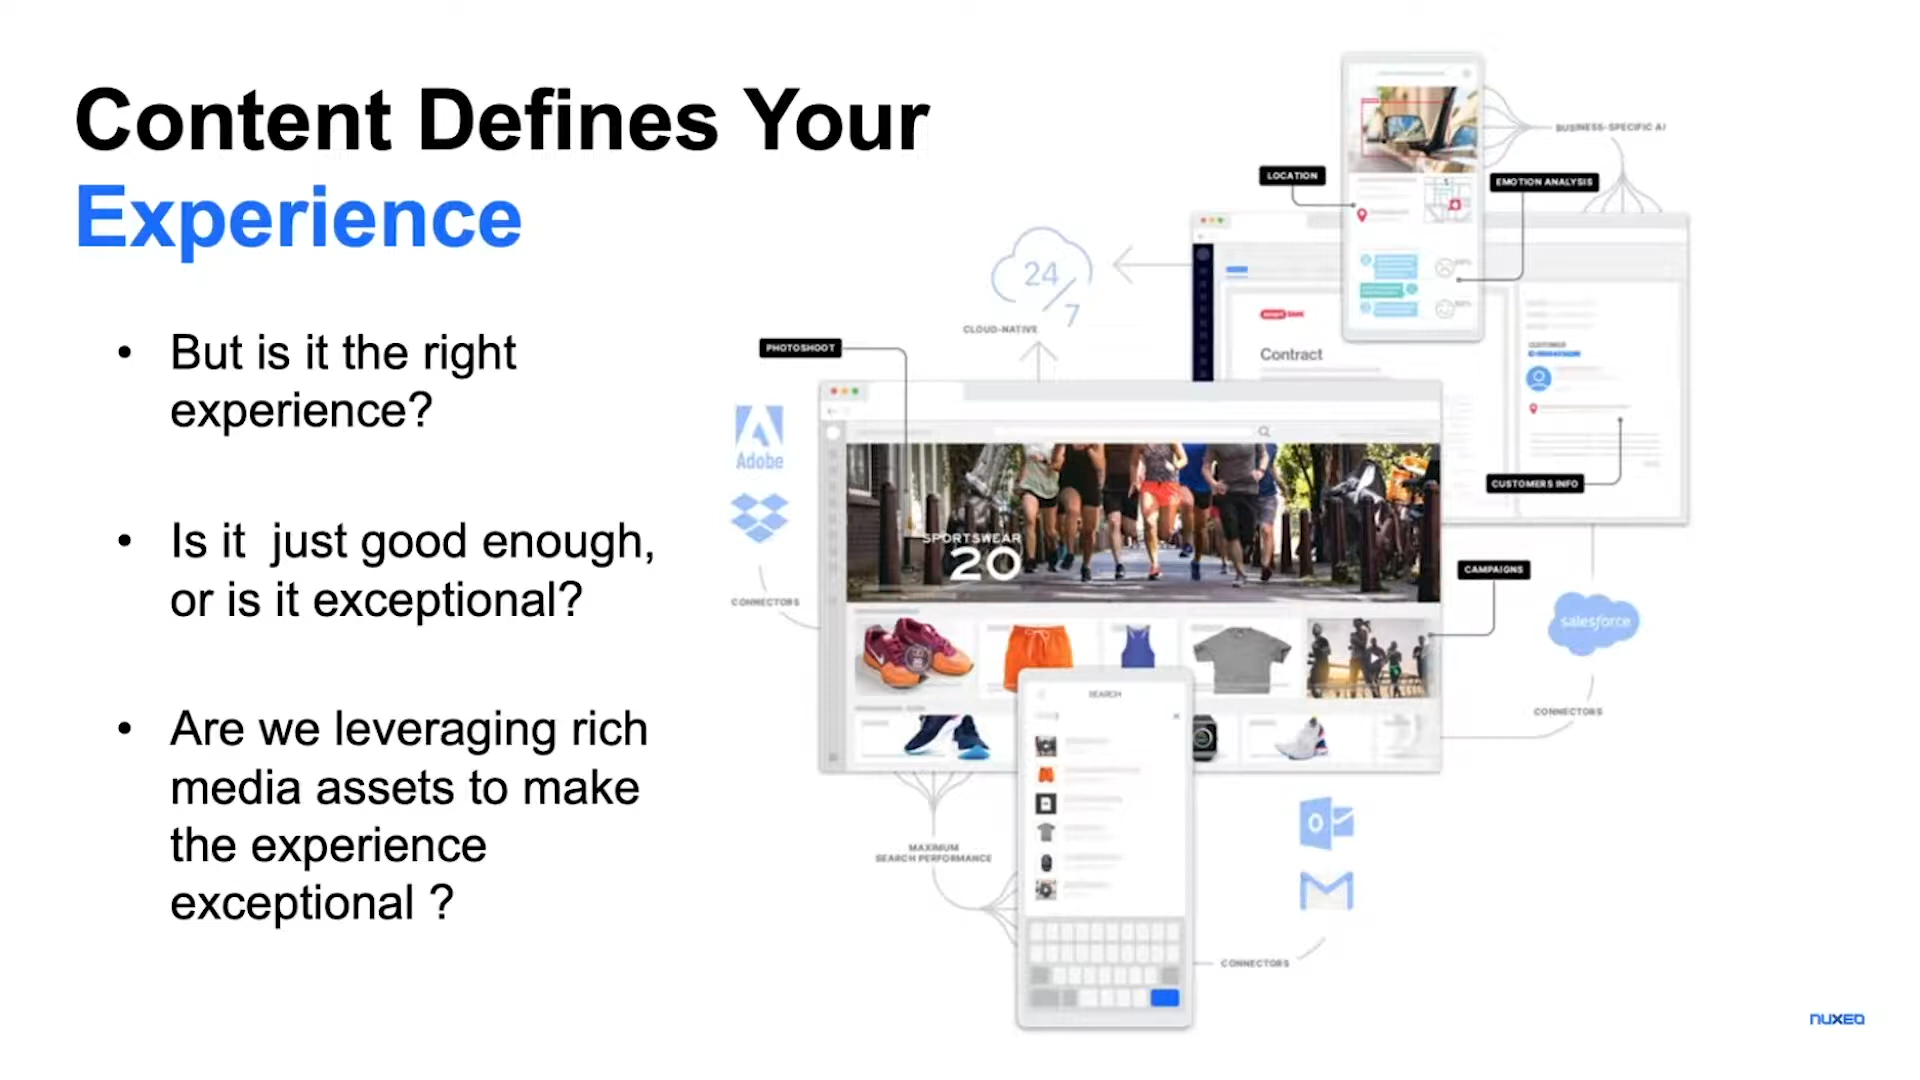 Content Defines Your
Experience
• But is it the right
experience?
• Is it  just good enough,
or is it exceptional?
• Are we leveraging rich
media assets to make
the experience
exceptional ?
BUSINESS-SPECIFIC AI
LOCATION
EMOTION ANALYSIS
24/7
CLOUD-NATIVE
PHOTOSHOOT
Contract
CUSTOMER
Adobe
CUSTOMERS INFO
SPORTSWEAR
20
CAMPAIGNS
CONNECTORS
salesforce
CONNECTORS
SEARCH
MAXIMUM
SEARCH PERFORMANCE
CONNECTORS
nuxeo